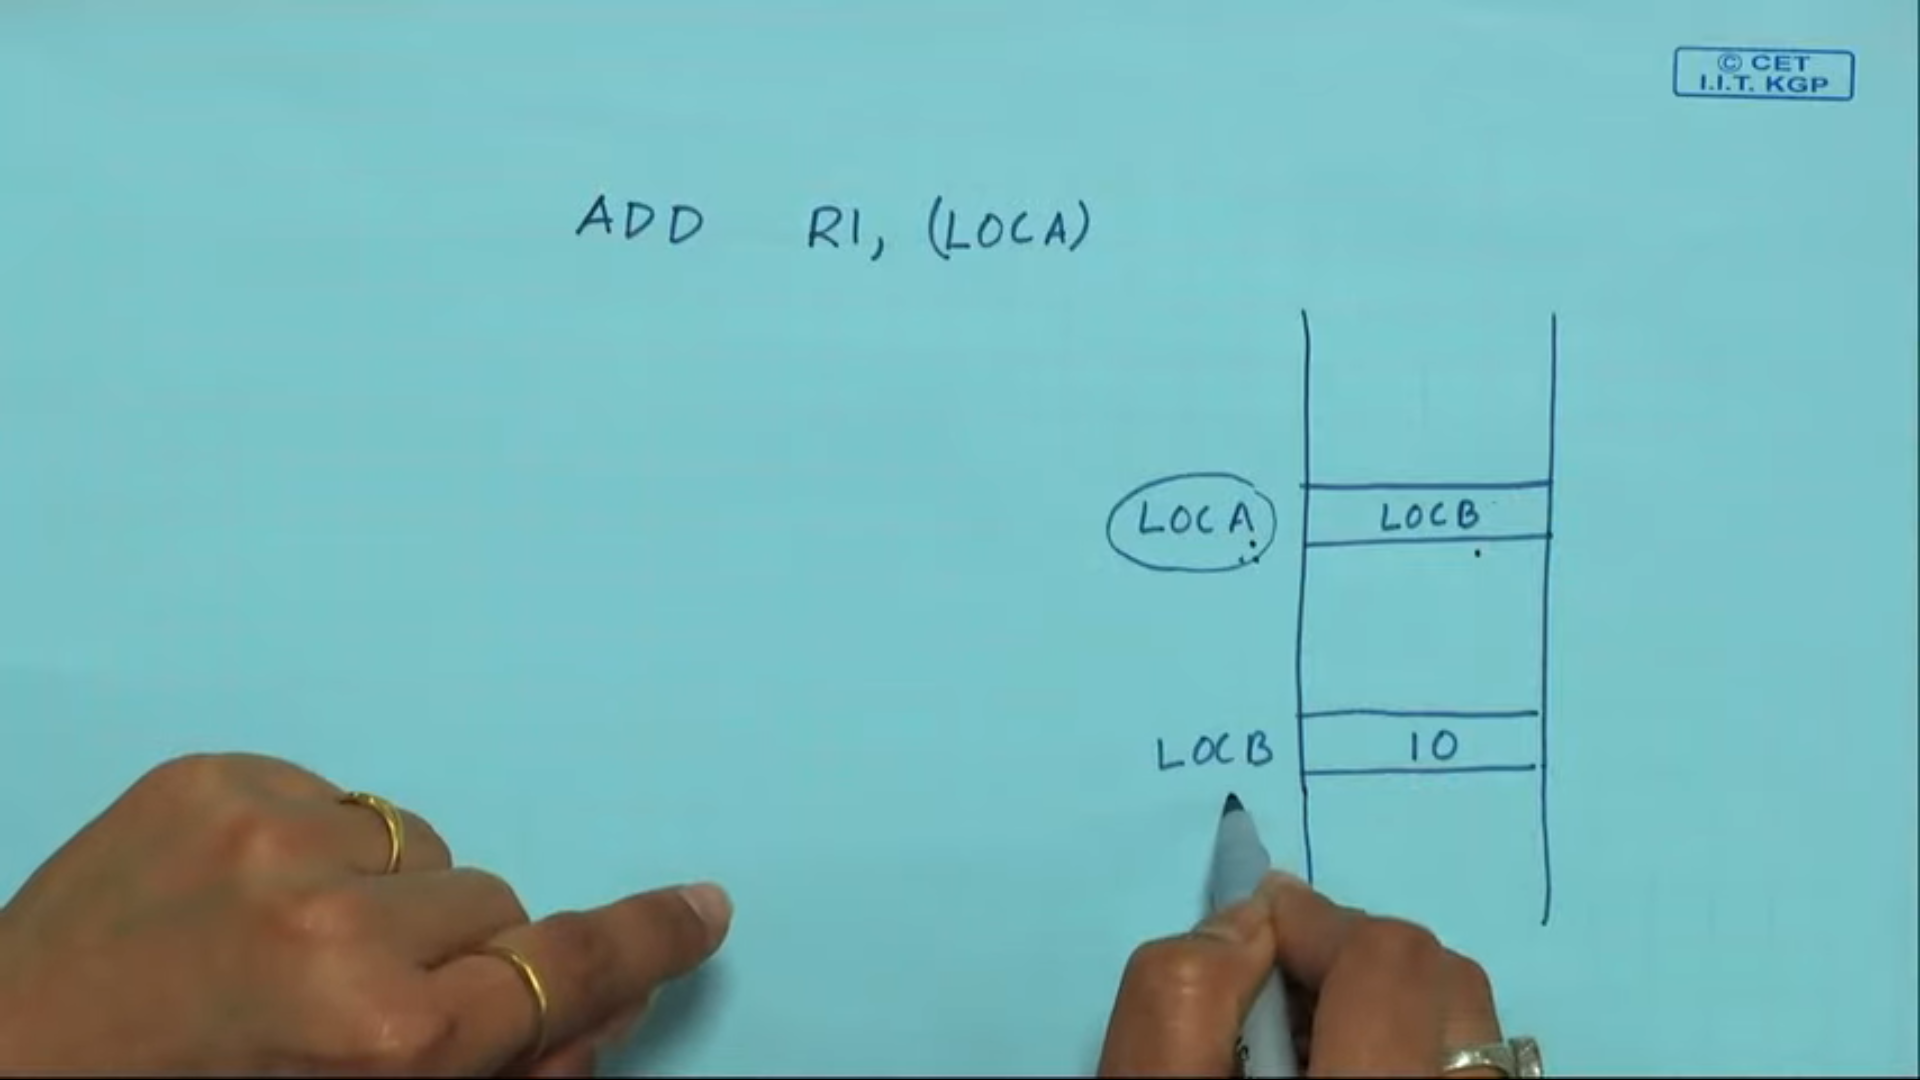 © CET
I.I.T. KGP
ADD R1, (LOCA)
LOCA LOCB
LOCB 10